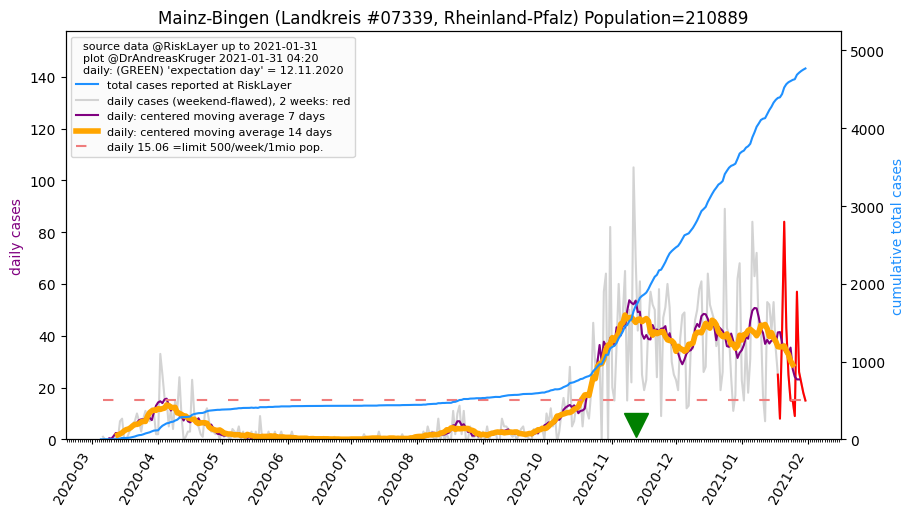 Mainz-Bingen (Landkreis #07339, Rheinland-Pfalz) Population=210889
source data @RiskLayer up to 2021-01-31
plot @DrAndreasKruger 2021-01-31 04:20
daily: (GREEN) 'expectation day' = 12.11.2020
total cases reported at RiskLayer
daily cases (weekend-flawed), 2 weeks: red
daily: centered moving average 7 days
daily: centered moving average 14 days
daily 15.06 =limit 500/week/1mio pop.
daily cases
0
20
40
60
80
100
120
140
cumulative total cases
0
1000
2000
3000
4000
5000
2020-03
2020-04
2020-05
2020-06
2020-07
2020-08
2020-09
2020-10
2020-11
2020-12
2021-01
2021-02